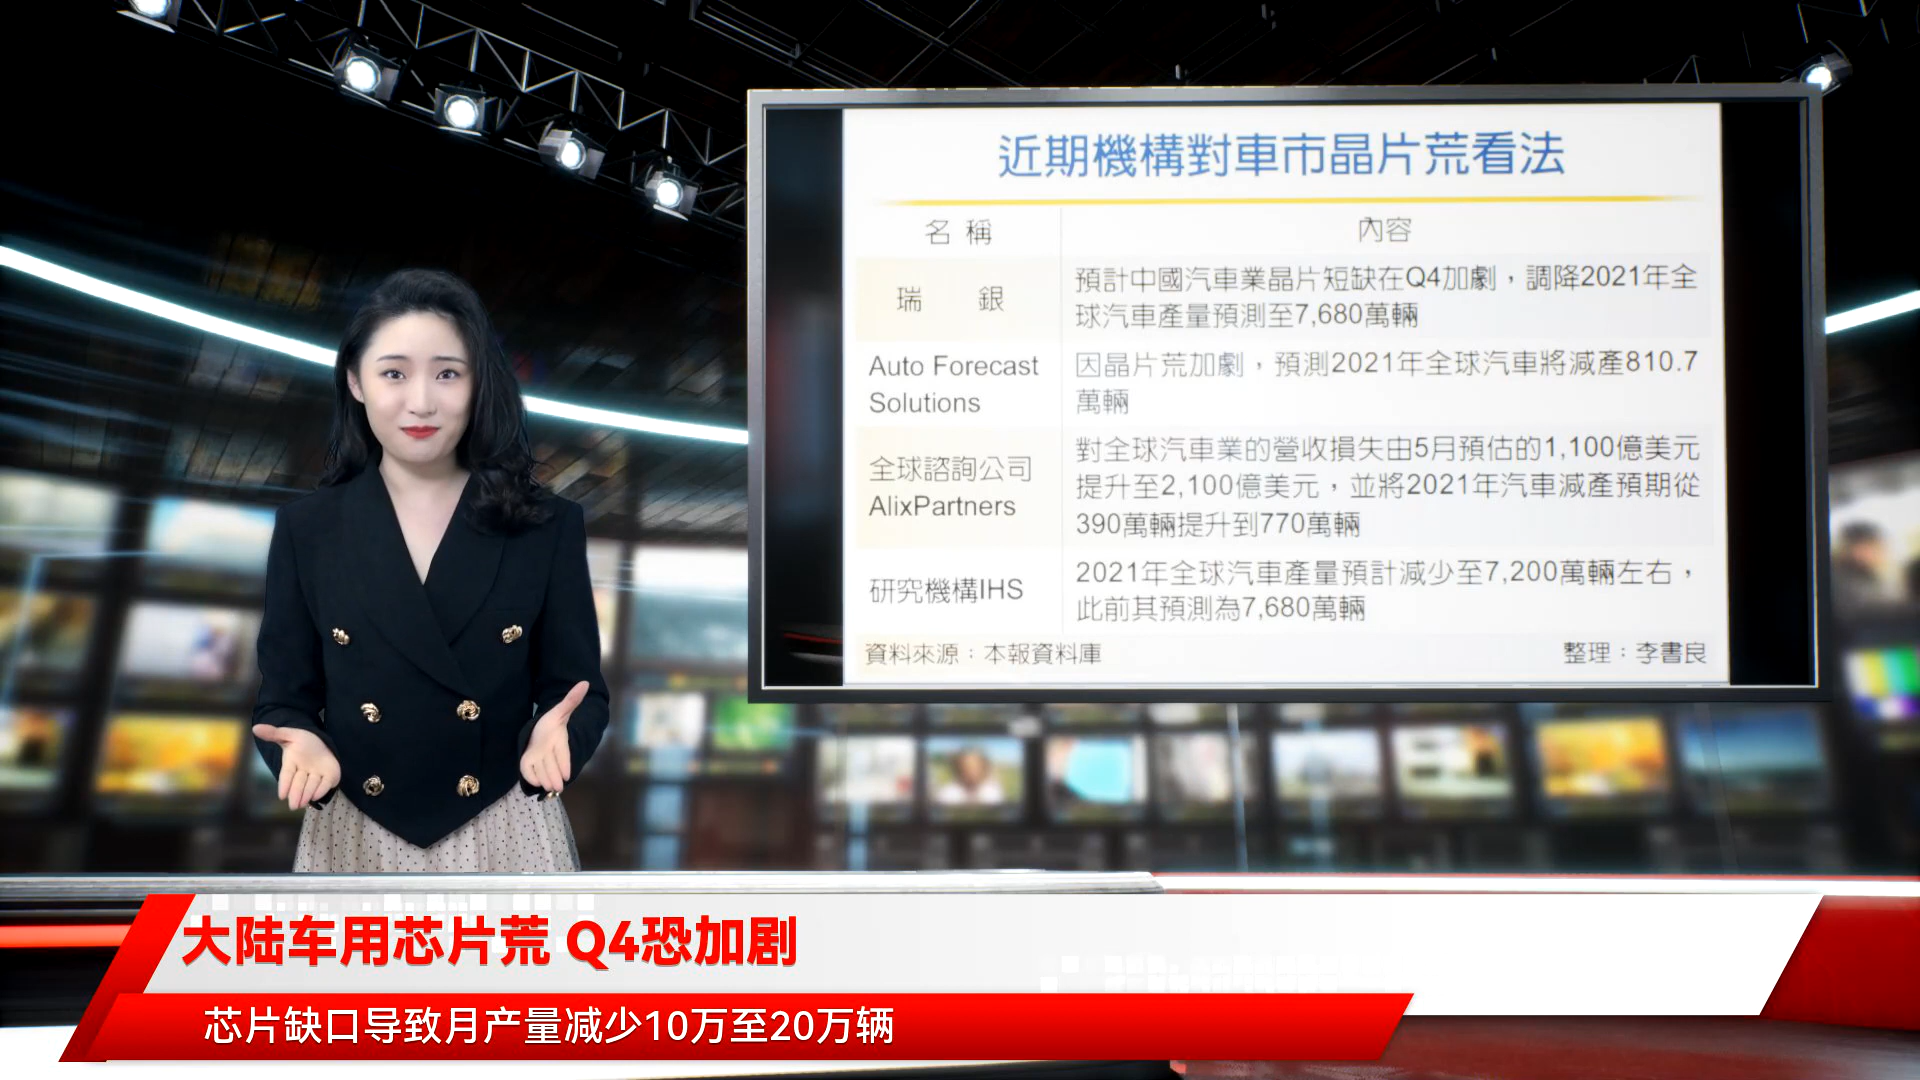 近期機構對車市晶片荒看法
名 稱 內容
瑞 銀 預計中國汽車業晶片短缺在Q4加劇，調降2021年全
球汽車產量預測至7,680萬輛
Auto Forecast
Solutions
因晶片荒加劇，預測2021年全球汽車將減產810.7
萬輛
全球諮詢公司
AlixPartners
對全球汽車業的營收損失由5月預估的1,100億美元
提升至2,100億美元，並將2021年汽車減產預期從
390萬輛提升到770萬輛
研究機構IHS
2021年全球汽車產量預計減少至7,200萬輛左右，
此前其預測為7,680萬輛
資料來源：本報資料庫 整理：李書良
大陆车用芯片荒 Q4恐加剧
芯片缺口导致月产量减少10万至20万辆